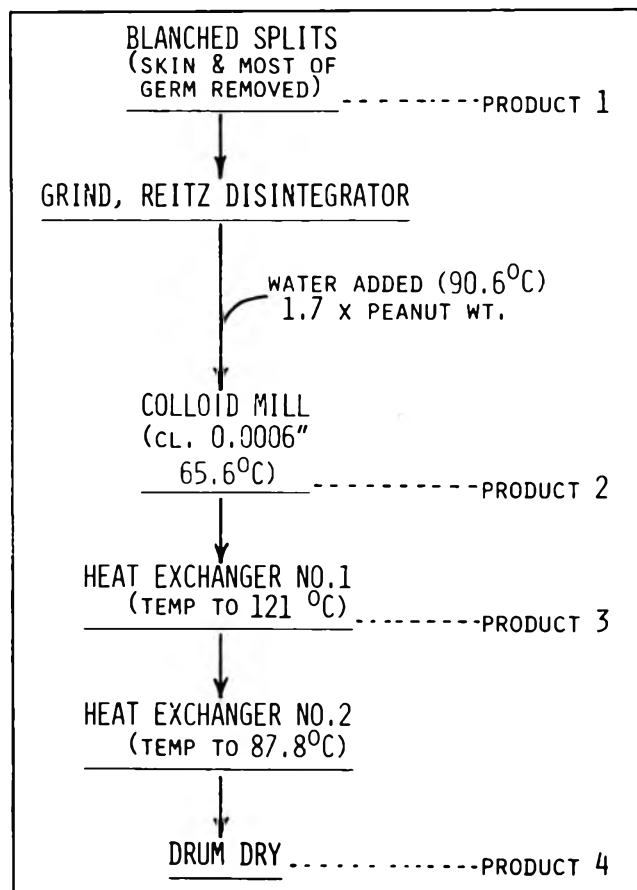 BLANCHED SPLITS
(SKIN & MOST OF
GERM REMOVED)
PRODUCT 1
GRIND, REITZ DISINTEGRATOR
WATER ADDED (90.6°C)
1.7 X PEANUT WT.
COLLOID MILL
(CL. 0.0006"
65.6°C)
PRODUCT 2
HEAT EXCHANGER NO.1
(TEMP TO 121 °C)
PRODUCT 3
HEAT EXCHANGER NO.2
(TEMP TO 87.8°C)
DRUM DRY
PRODUCT 4